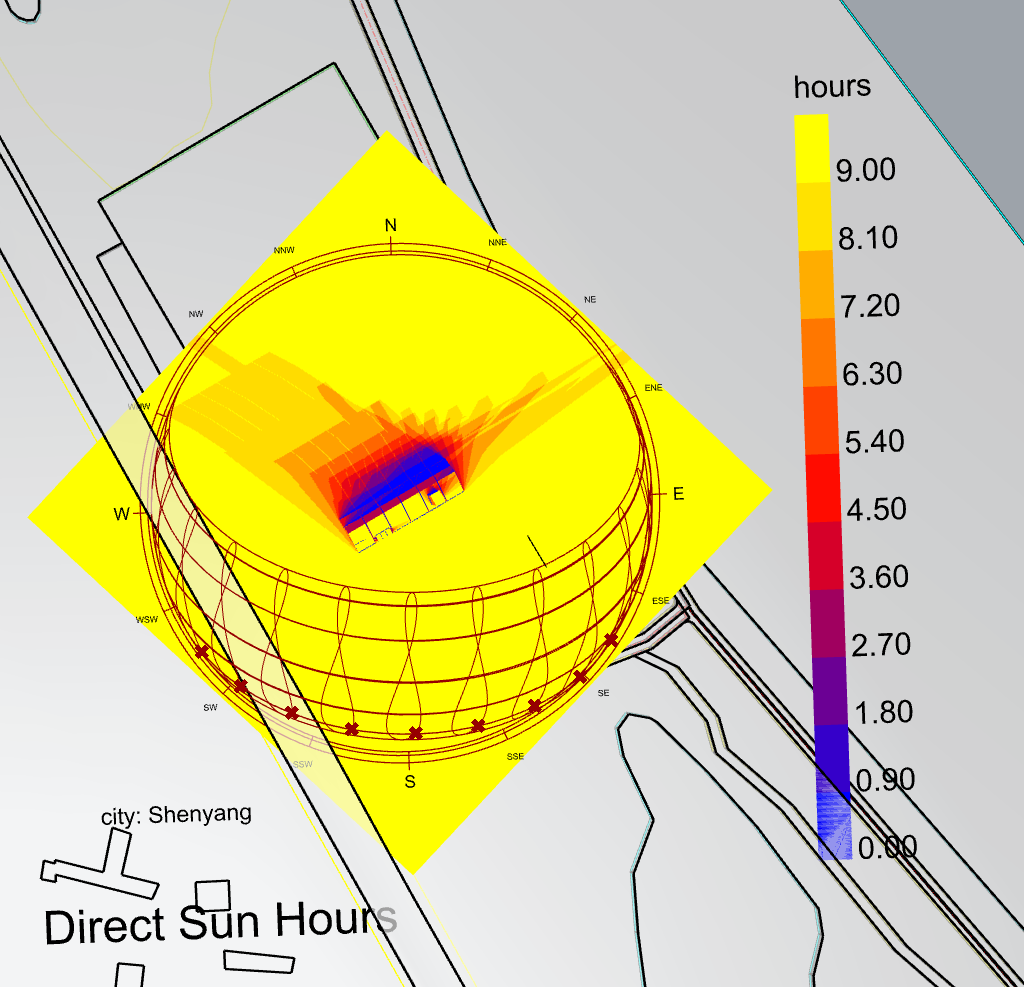 hours
9.00
8.10
7.20
6.30
5.40
4.50
3.60
2.70
1.80
0.90
0.00
N
NNW
NNE
NW
NE
WNW
ENE
W
E
WSW
ESE
SW
SE
SSW
SSE
S
city: Shenyang
Direct Sun Hours